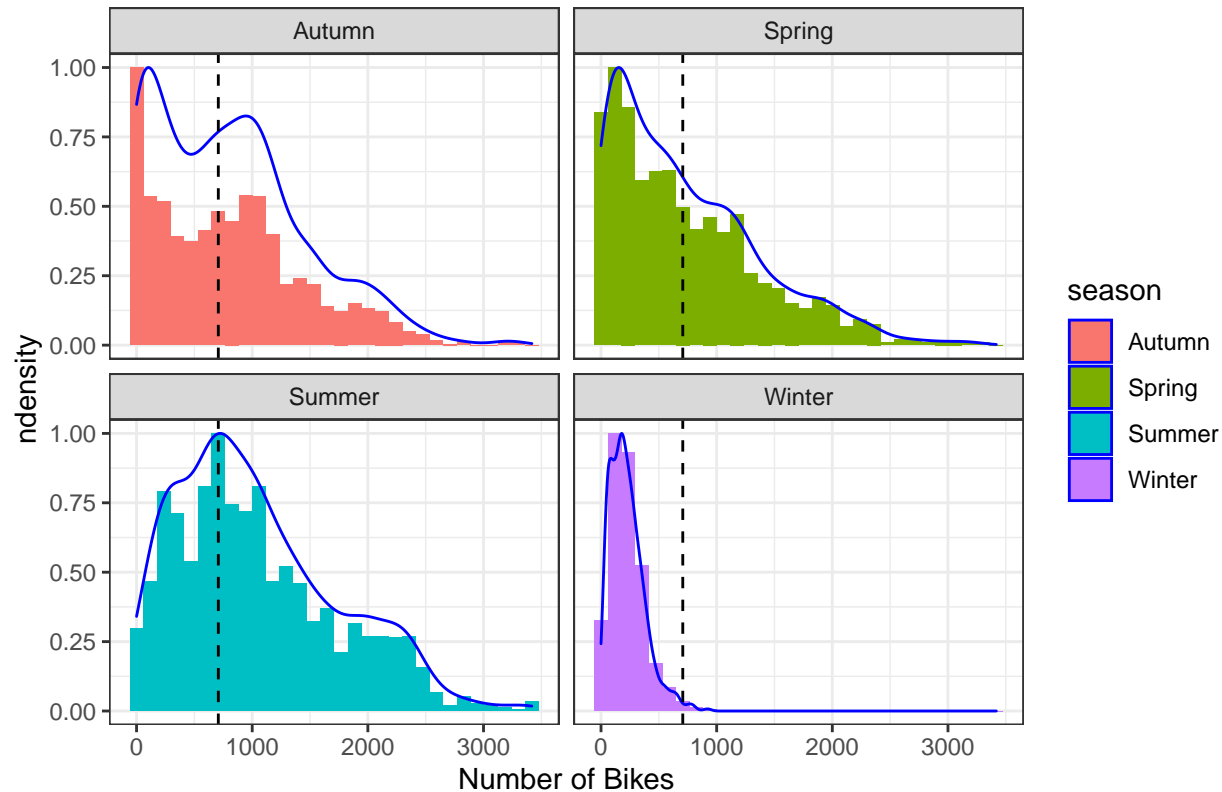 Autumn
Spring
1.00
0.75
0.50
0.25
0.00
Summer
Winter
1.00
0.75
0.50
0.25
0.00
0 1000 2000 3000
0 1000 2000 3000
Number of Bikes
ndensity
season
Autumn
Spring
Summer
Winter